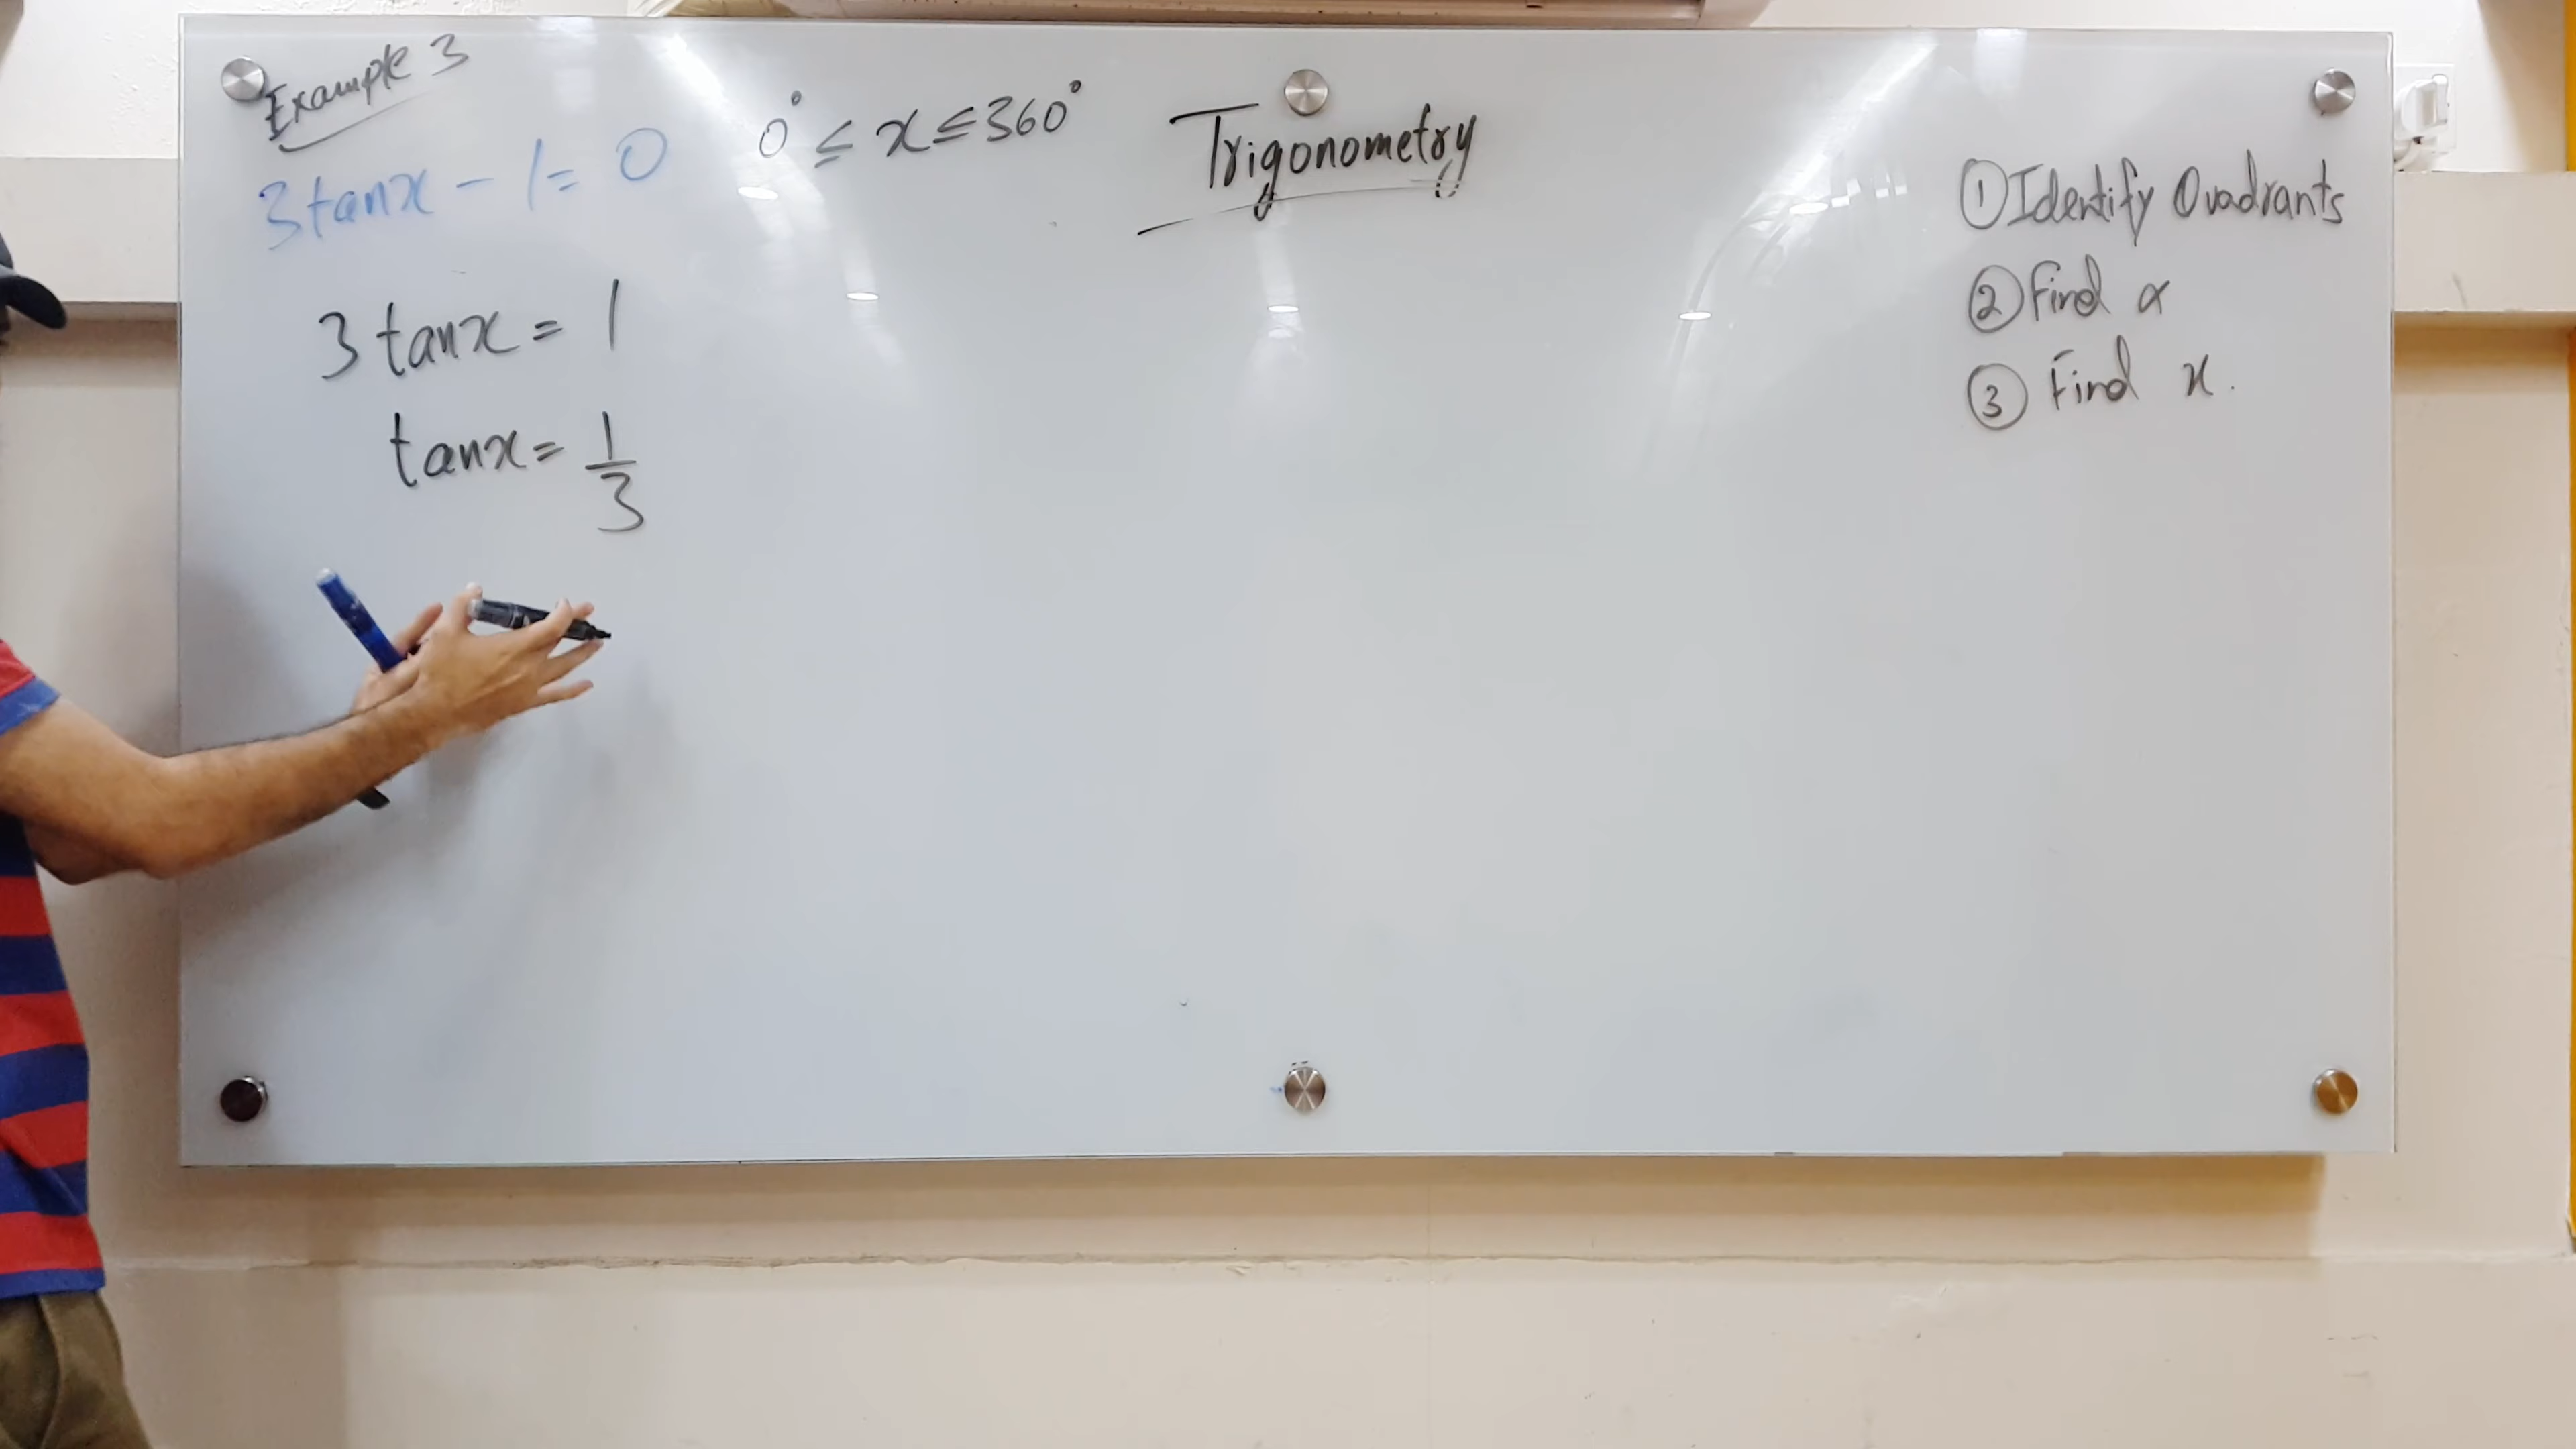 Example 3
3tanx - 1 = 0
0° ≤ x ≤ 360°
Trigonometry
3 tanx = 1
tanx = 1/3
① Identify Quadrants
② Find α
③ Find x.